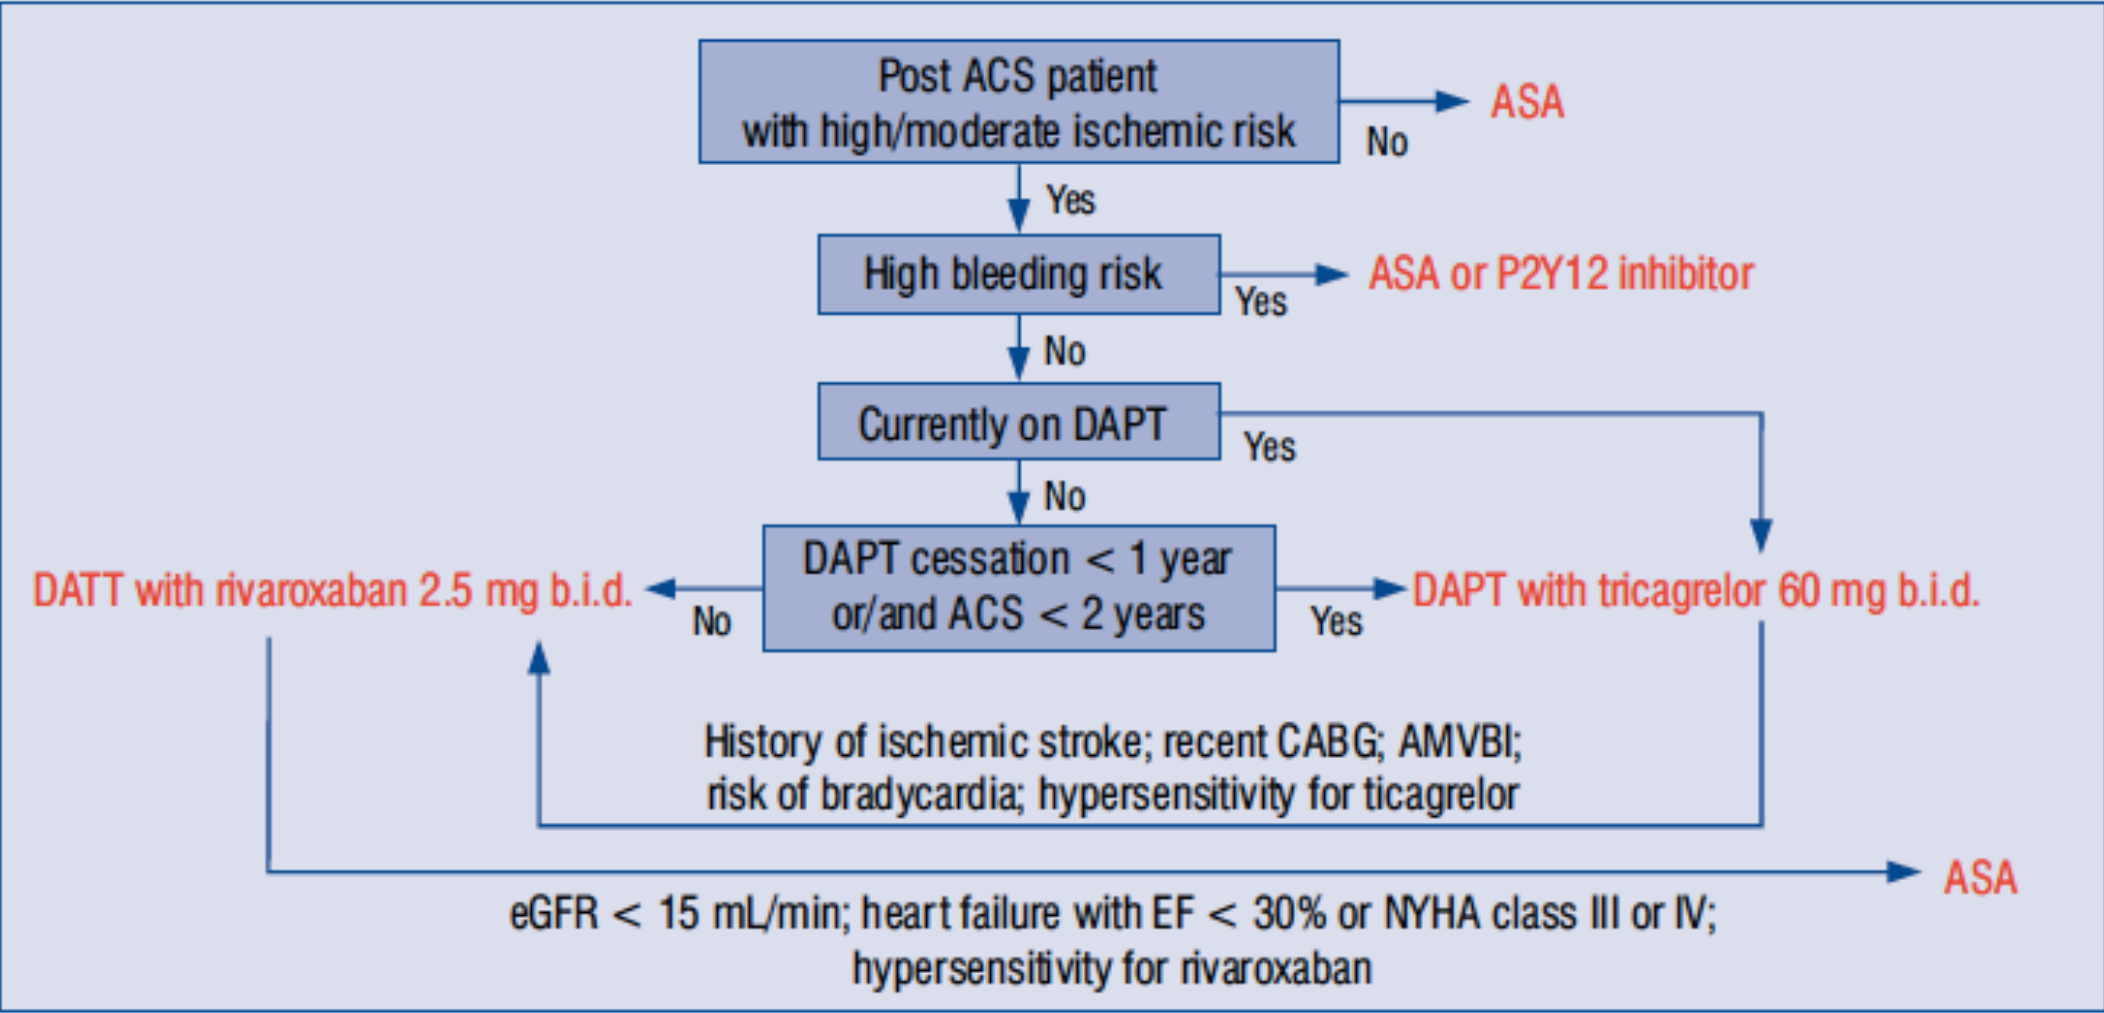 Post ACS patient
with high/moderate ischemic risk
No
ASA
Yes
High bleeding risk
Yes
ASA or P2Y12 inhibitor
No
Currently on DAPT
Yes
No
DAPT cessation < 1 year
or/and ACS < 2 years
DATT with rivaroxaban 2.5 mg b.i.d.
No
Yes
DAPT with tricagrelor 60 mg b.i.d.
History of ischemic stroke; recent CABG; AMVBI;
risk of bradycardia; hypersensitivity for ticagrelor
ASA
eGFR < 15 mL/min; heart failure with EF < 30% or NYHA class III or IV;
hypersensitivity for rivaroxaban